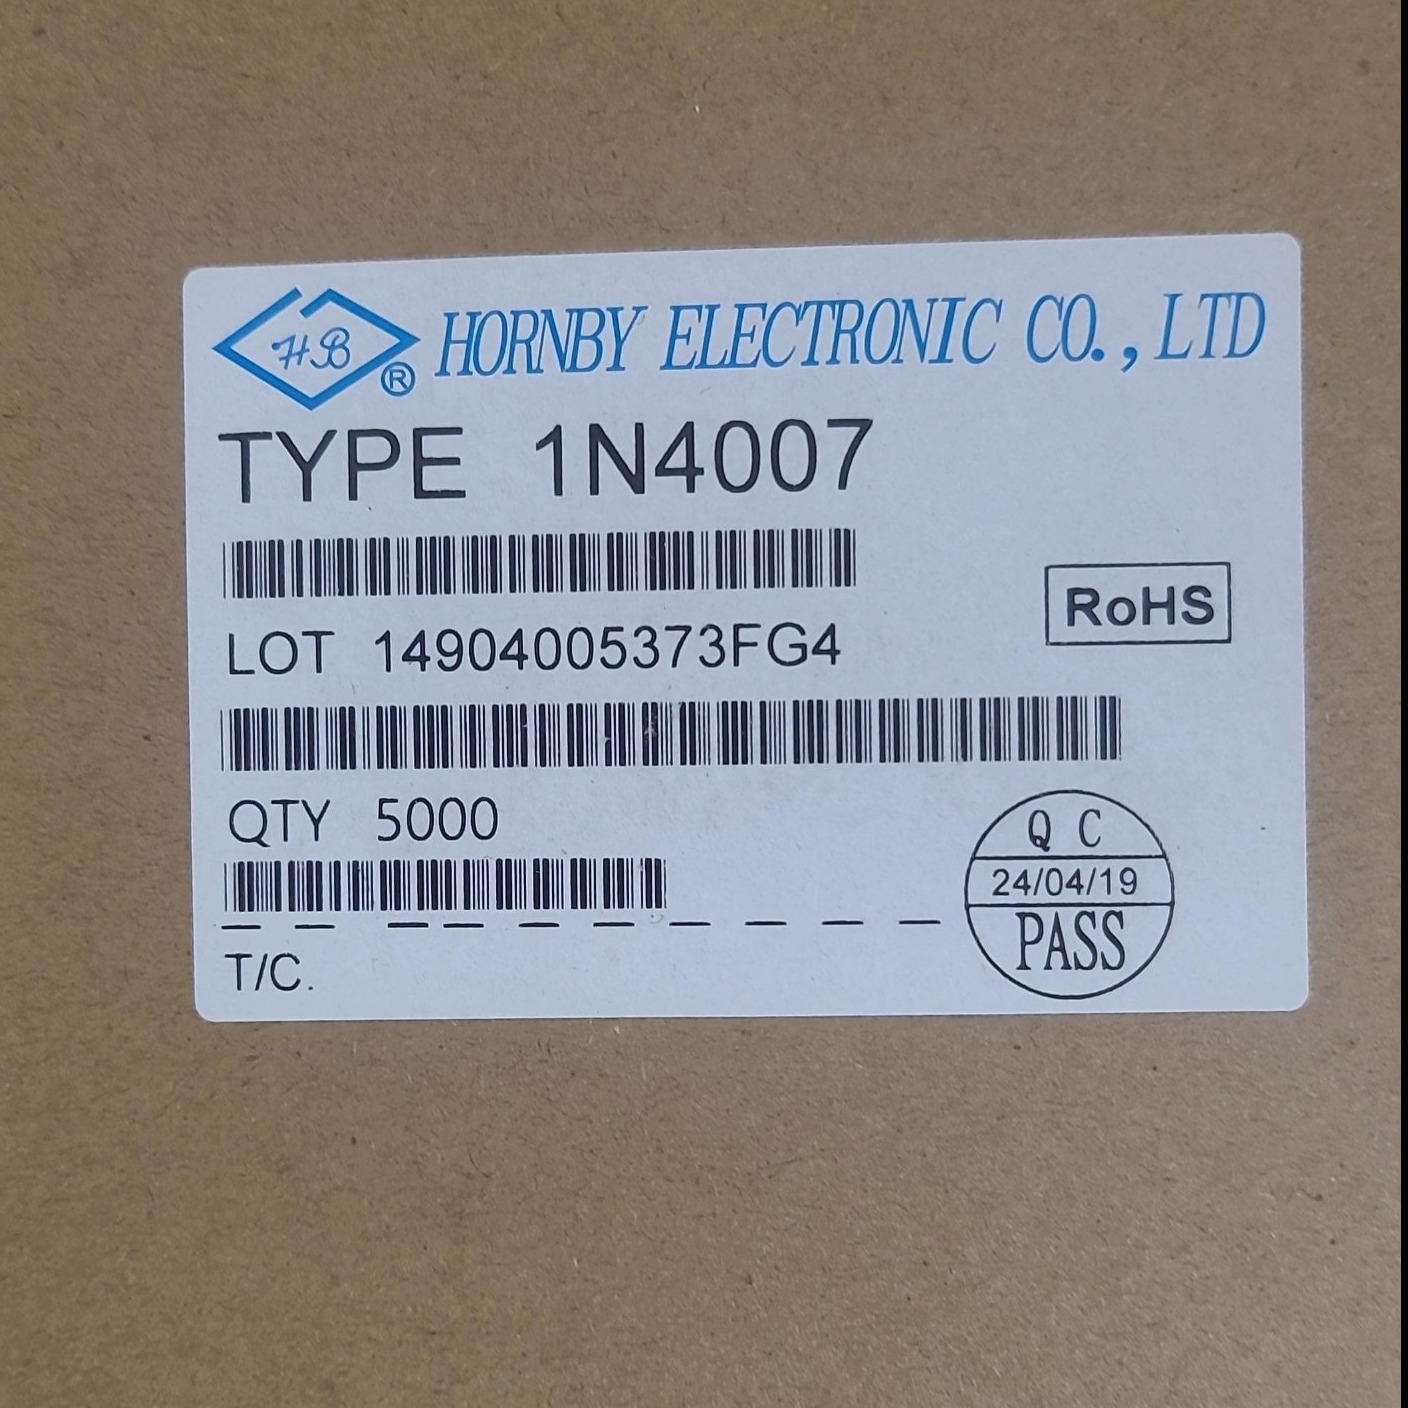 HB ® HORNBY ELECTRONIC CO., LTD
TYPE 1N4007
RoHS
LOT 14904005373FG4
QTY 5000
Q C
24/04/19
PASS
T/C.